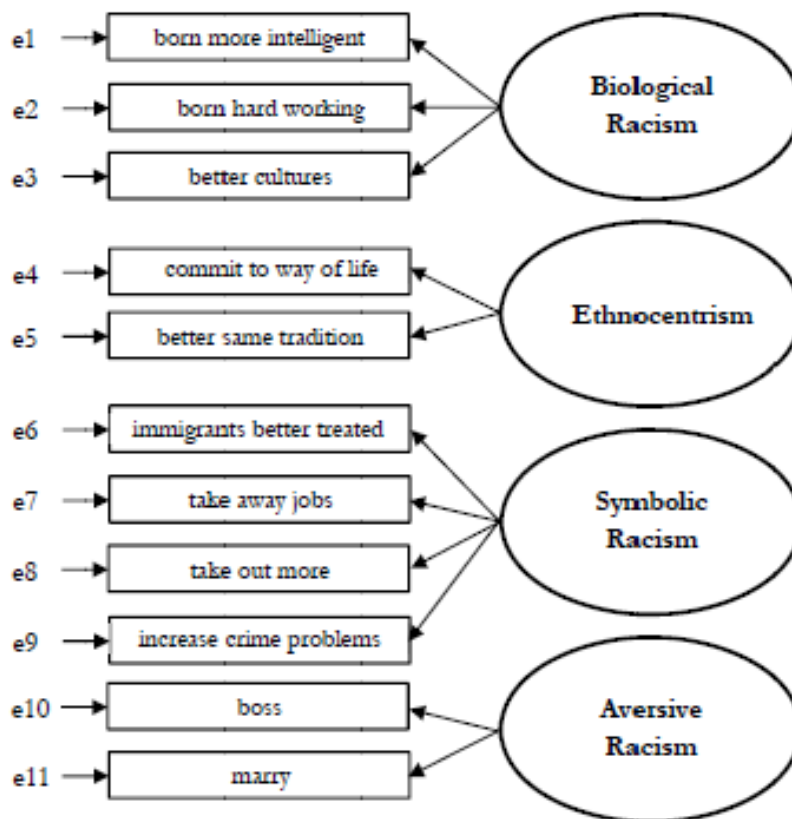 e1
born more intelligent
e2
born hard working
e3
better cultures
Biological
Racism
e4
commit to way of life
e5
better same tradition
Ethnocentrism
e6
immigrants better treated
e7
take away jobs
e8
take out more
e9
increase crime problems
Symbolic
Racism
e10
boss
e11
marry
Aversive
Racism